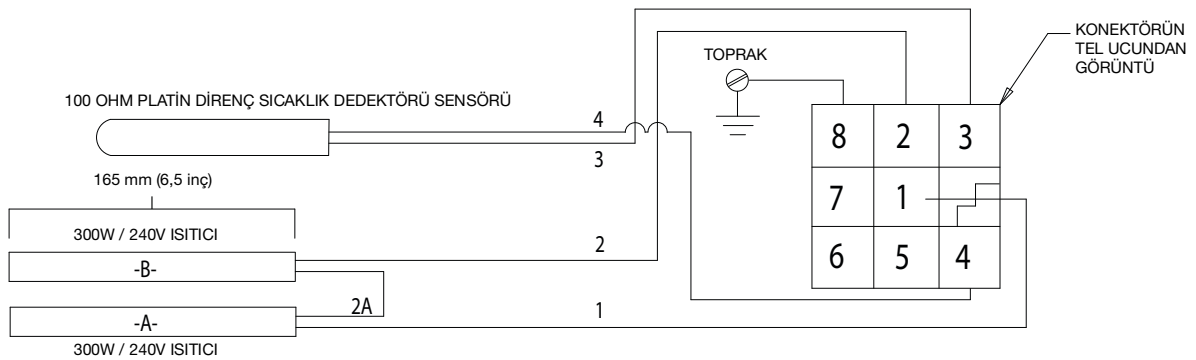 KONEKTÖRÜN
TEL UCUNDAN
GÖRÜNTÜ
TOPRAK
100 OHM PLATİN DİRENÇ SICAKLIK DEDEKTÖRÜ SENSÖRÜ
4
3
8 2 3
7 1
6 5 4
165 mm (6,5 inç)
300W / 240V ISITICI
-B-
2
2A
-A-
1
300W / 240V ISITICI